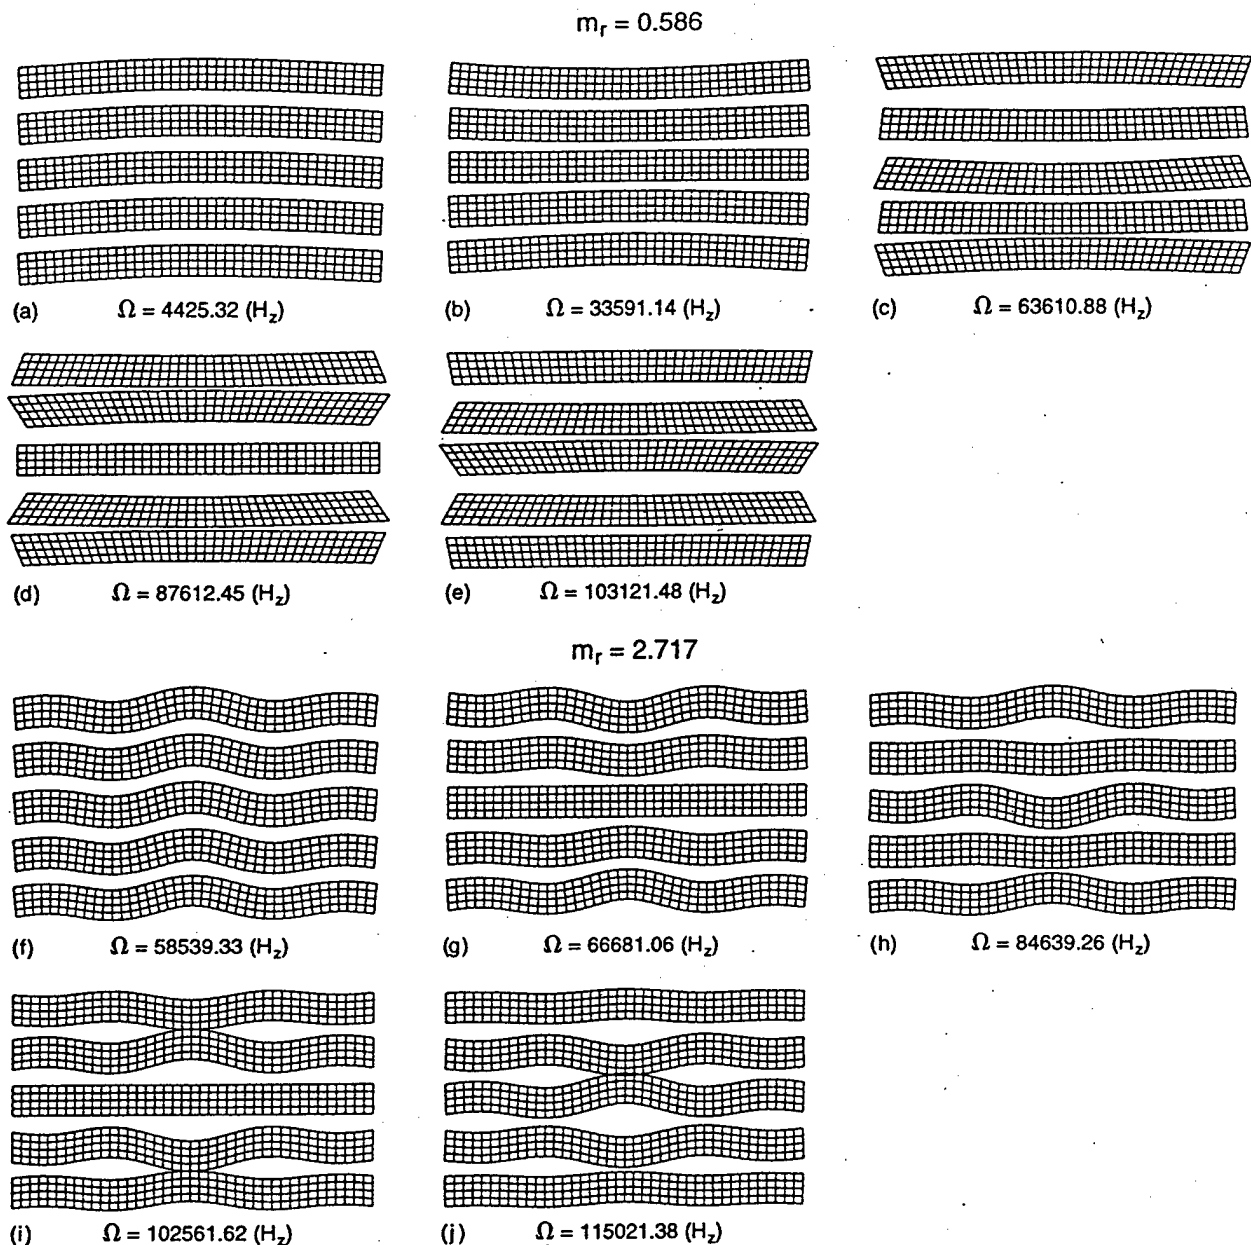 m_r = 0.586
(a) Ω = 4425.32 (H_z)
(b) Ω = 33591.14 (H_z)
(c) Ω = 63610.88 (H_z)
(d) Ω = 87612.45 (H_z)
(e) Ω = 103121.48 (H_z)
m_r = 2.717
(f) Ω = 58539.33 (H_z)
(g) Ω = 66681.06 (H_z)
(h) Ω = 84639.26 (H_z)
(i) Ω = 102561.62 (H_z)
(j) Ω = 115021.38 (H_z)